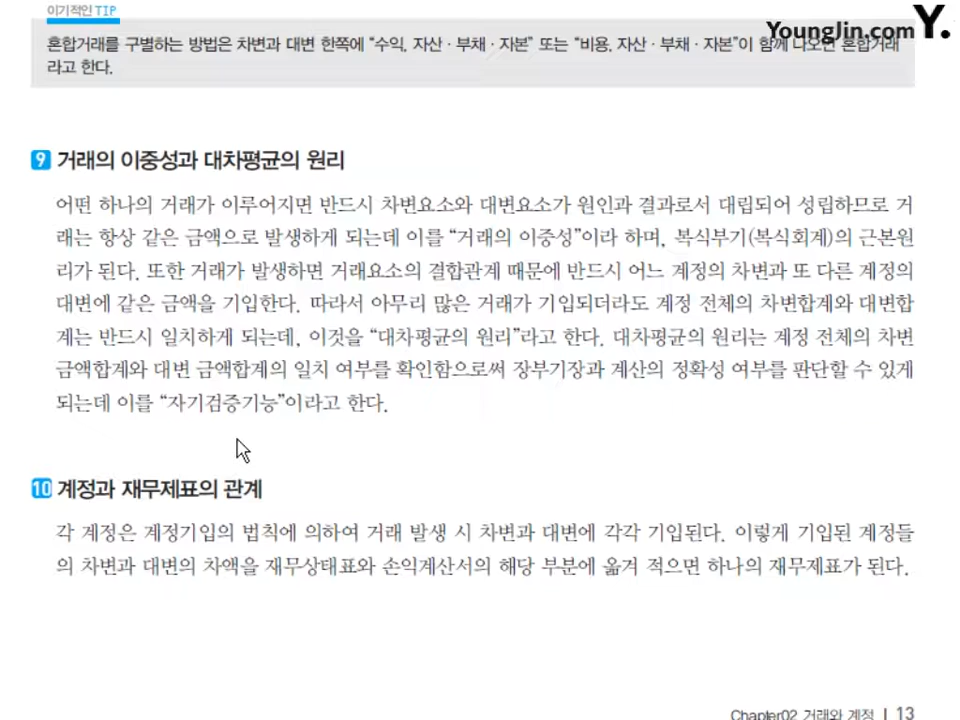 이기적인 TIP
YoungJin.com Y.
혼합거래를 구별하는 방법은 차변과 대변 한쪽에 “수익, 자산 · 부채 · 자본” 또는 “비용, 자산 · 부채 · 자본”이 함께 나오면 혼합거래
라고 한다.
9 거래의 이중성과 대차평균의 원리
어떤 하나의 거래가 이루어지면 반드시 차변요소와 대변요소가 원인과 결과로서 대립되어 성립하므로 거
래는 항상 같은 금액으로 발생하게 되는데 이를 “거래의 이중성”이라 하며, 복식부기(복식회계)의 근본원
리가 된다. 또한 거래가 발생하면 거래요소의 결합관계 때문에 반드시 어느 계정의 차변과 또 다른 계정의
대변에 같은 금액을 기입한다. 따라서 아무리 많은 거래가 기입되더라도 계정 전체의 차변합계와 대변합
계는 반드시 일치하게 되는데, 이것을 “대차평균의 원리”라고 한다. 대차평균의 원리는 계정 전체의 차변
금액합계와 대변 금액합계의 일치 여부를 확인함으로써 장부기장과 계산의 정확성 여부를 판단할 수 있게
되는데 이를 “자기검증기능”이라고 한다.
10 계정과 재무제표의 관계
각 계정은 계정기입의 법칙에 의하여 거래 발생 시 차변과 대변에 각각 기입된다. 이렇게 기입된 계정들
의 차변과 대변의 차액을 재무상태표와 손익계산서의 해당 부분에 옮겨 적으면 하나의 재무제표가 된다.
Chapter02 거래와 계정 | 13